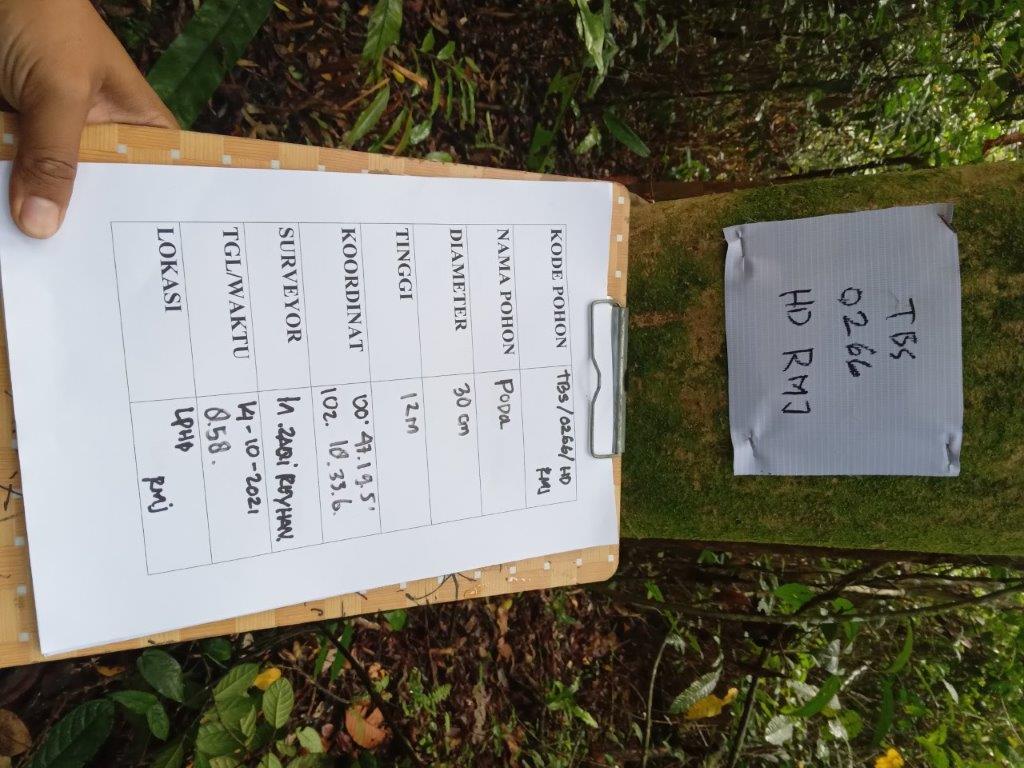 TBS
0266
HD RMJ
KODE POHON TBS/0266/HD
RMJ
NAMA POHON PODA
DIAMETER 30 cm
TINGGI 12M
KOORDINAT 00° 47.19.5'
102. 18.33.6.
SURVEYOR M. ZAQI REYHAN.
TGL/WAKTU 14-10-2021
8.58.
LOKASI LPHD
RMJ